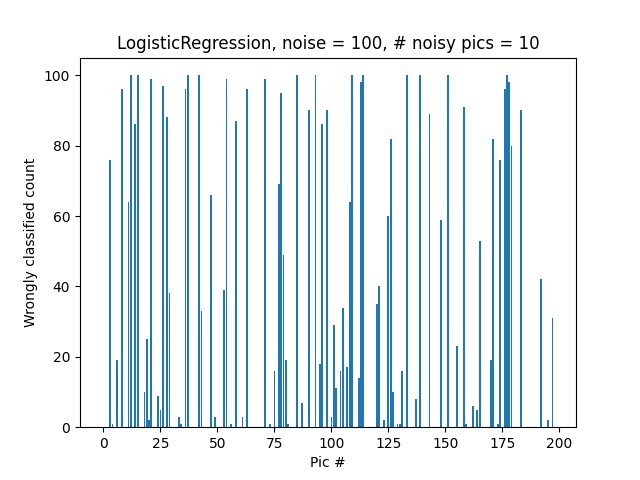 LogisticRegression, noise = 100, # noisy pics = 10
100
80
60
40
20
0
Wrongly classified count
0 25 50 75 100 125 150 175 200
Pic #